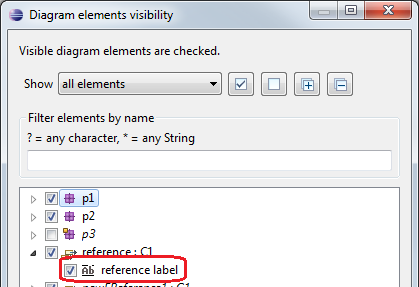 Diagram elements visibility
Visible diagram elements are checked.
Show all elements
Filter elements by name
? = any character, * = any String
p1
p2
p3
reference : C1
ab reference label